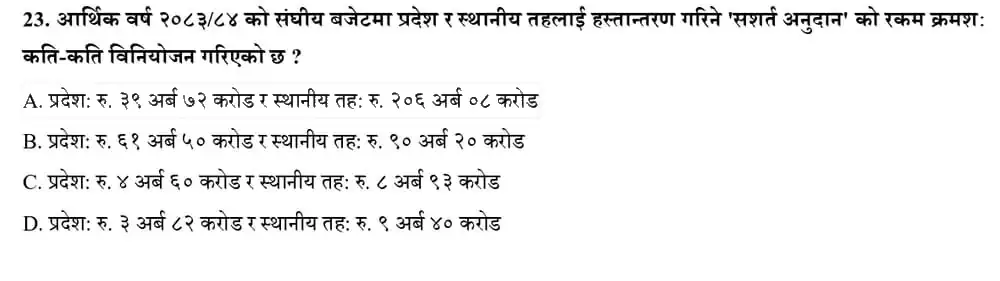 23. आर्थिक वर्ष २०८३/८४ को संघीय बजेटमा प्रदेश र स्थानीय तहलाई हस्तान्तरण गरिने 'सशर्त अनुदान' को रकम क्रमश:
कति-कति विनियोजन गरिएको छ ?
A. प्रदेश: रु. ३९ अर्ब ७२ करोड र स्थानीय तह: रु. २०६ अर्ब ०८ करोड
B. प्रदेश: रु. ६१ अर्ब ५० करोड र स्थानीय तह: रु. ९० अर्ब २० करोड
C. प्रदेश: रु. ४ अर्ब ६० करोड र स्थानीय तह: रु. ८ अर्ब ९३ करोड
D. प्रदेश: रु. ३ अर्ब ८२ करोड र स्थानीय तह: रु. ९ अर्ब ४० करोड